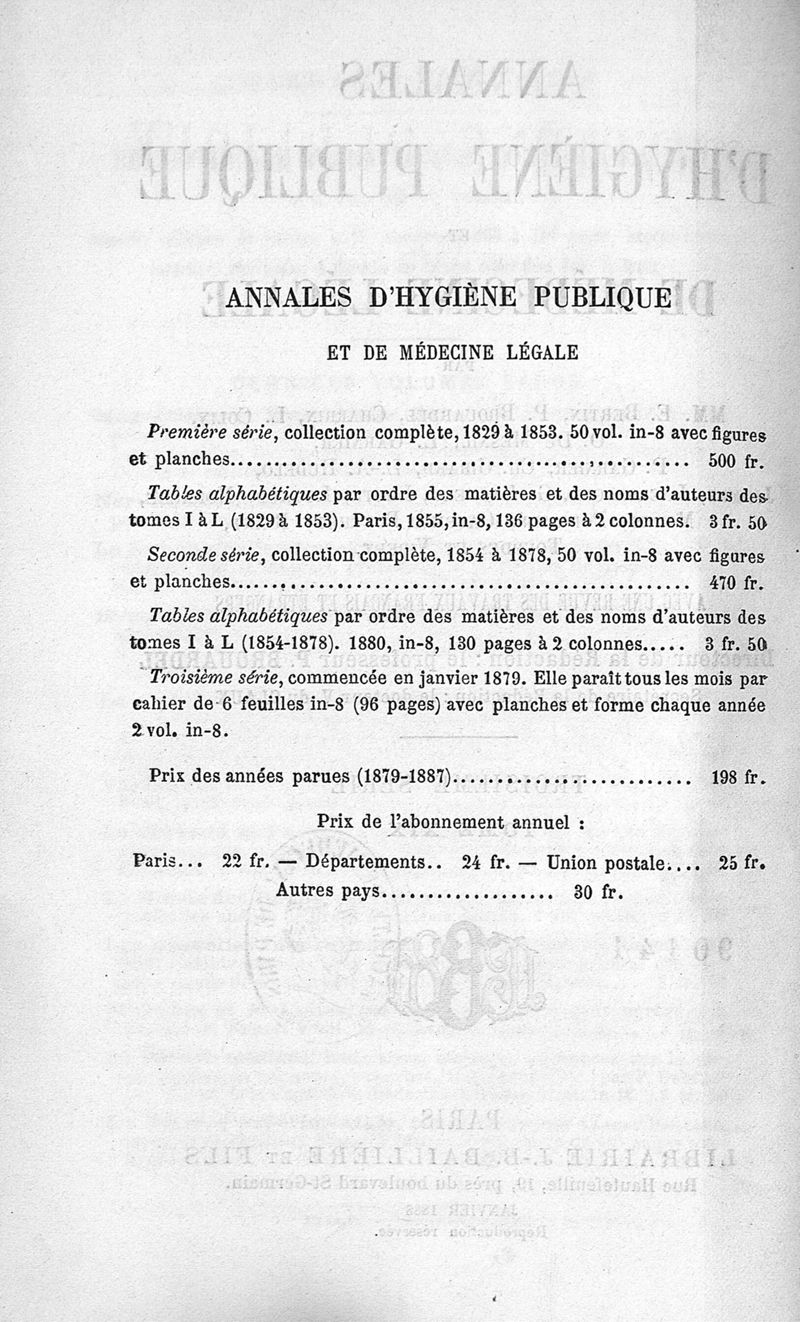 ANNALES D'HYGIÈNE PUBLIQUE
ET DE MÉDECINE LÉGALE
Première série, collection complète, 1829 à 1853. 50 vol. in-8 avec figures
et planches................................................ 500 fr.
Tables alphabétiques par ordre des matières et des noms d'auteurs des
tomes I à L (1829 à 1853). Paris, 1855, in-8, 136 pages à 2 colonnes. 3 fr. 50
Seconde série, collection complète, 1854 à 1878, 50 vol. in-8 avec figures
et planches................................................ 470 fr.
Tables alphabétiques par ordre des matières et des noms d'auteurs des
tomes I à L (1854-1878). 1880, in-8, 130 pages à 2 colonnes..... 3 fr. 50
Troisième série, commencée en janvier 1879. Elle paraît tous les mois par
cahier de 6 feuilles in-8 (96 pages) avec planches et forme chaque année
2 vol. in-8.
Prix des années parues (1879-1887)......................... 198 fr.
Prix de l'abonnement annuel :
Paris... 22 fr. — Départements.. 24 fr. — Union postale.... 25 fr.
Autres pays................... 30 fr.